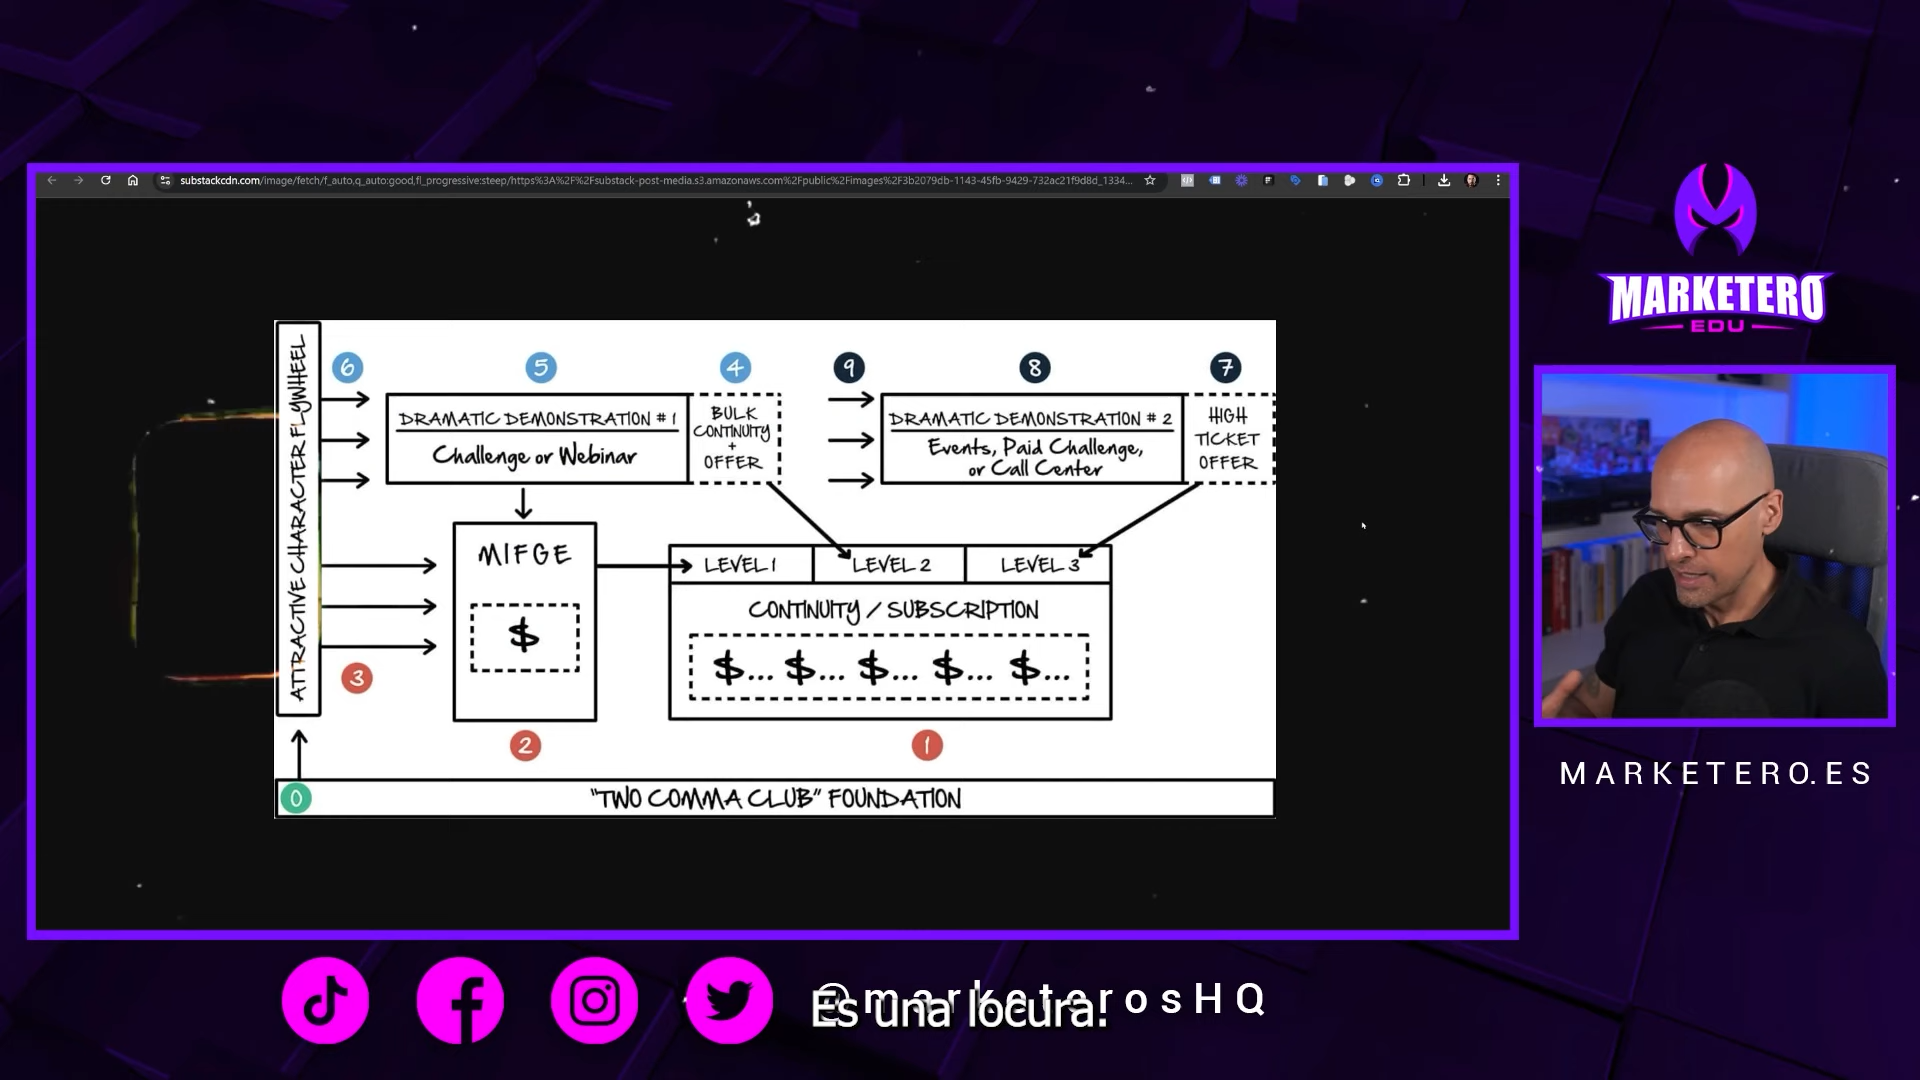 substackcdn.com/image/fetch/f_auto,q_auto:good,fl_progressive:steep/https%3A%2F%2Fsubstack-post-media.s3.amazonaws.com%2Fpublic%2Fimages%2F3b2079db-1143-45fb-9429-732ac21f9d8d_1334...
MARKETERO
EDU
ATTRACTIVE CHARACTER FLYWHEEL
6
5
4
9
8
7
DRAMATIC DEMONSTRATION #1
Challenge or Webinar
BULK
CONTINUITY
+
OFFER
DRAMATIC DEMONSTRATION #2
Events, Paid Challenge,
or Call Center
HIGH
TICKET
OFFER
MIFGE
$
LEVEL 1
LEVEL 2
LEVEL 3
CONTINUITY / SUBSCRIPTION
$... $... $... $... $...
3
2
1
0
"TWO COMMA CLUB" FOUNDATION
MARKETERO.ES
@marketerosHQ
Es una locura.